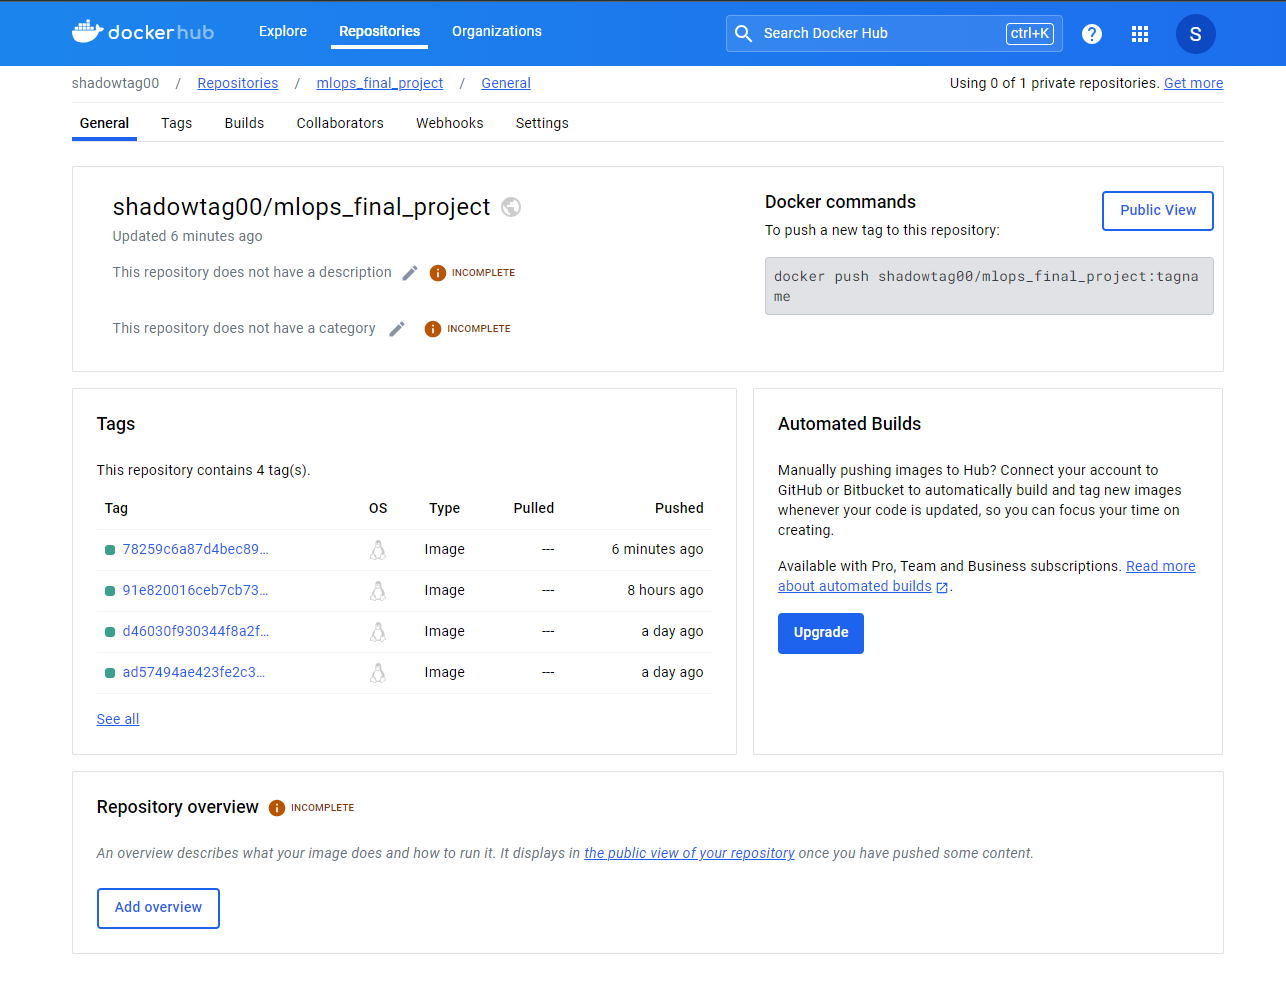 docker hub
Explore
Repositories
Organizations
Search Docker Hub
ctrl+K
?
S
shadowtag00 / Repositories / mlops_final_project / General
Using 0 of 1 private repositories. Get more
General
Tags
Builds
Collaborators
Webhooks
Settings
shadowtag00/mlops_final_project
Updated 6 minutes ago
This repository does not have a description
INCOMPLETE
This repository does not have a category
INCOMPLETE
Docker commands
Public View
To push a new tag to this repository:
docker push shadowtag00/mlops_final_project:tagna
me
Tags
This repository contains 4 tag(s).
Tag OS Type Pulled Pushed
78259c6a87d4bec89... Image --- 6 minutes ago
91e820016ceb7cb73... Image --- 8 hours ago
d46030f930344f8a2f... Image --- a day ago
ad57494ae423fe2c3... Image --- a day ago
See all
Automated Builds
Manually pushing images to Hub? Connect your account to
GitHub or Bitbucket to automatically build and tag new images
whenever your code is updated, so you can focus your time on
creating.
Available with Pro, Team and Business subscriptions. Read more
about automated builds.
Upgrade
Repository overview
INCOMPLETE
An overview describes what your image does and how to run it. It displays in the public view of your repository once you have pushed some content.
Add overview